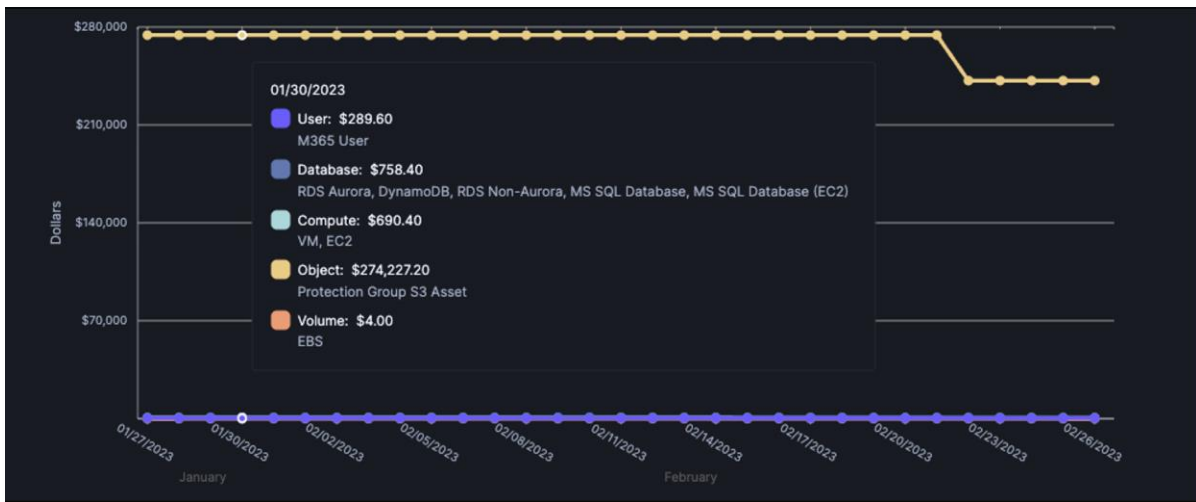 $280,000
01/30/2023
User: $289.60
M365 User
$210,000
Database: $758.40
RDS Aurora, DynamoDB, RDS Non-Aurora, MS SQL Database, MS SQL Database (EC2)
Dollars
$140,000
Compute: $690.40
VM, EC2
Object: $274,227.20
Protection Group S3 Asset
$70,000
Volume: $4.00
EBS
01/27/2023
01/30/2023
02/02/2023
02/05/2023
02/08/2023
02/11/2023
02/14/2023
02/17/2023
02/20/2023
02/23/2023
02/26/2023
January
February